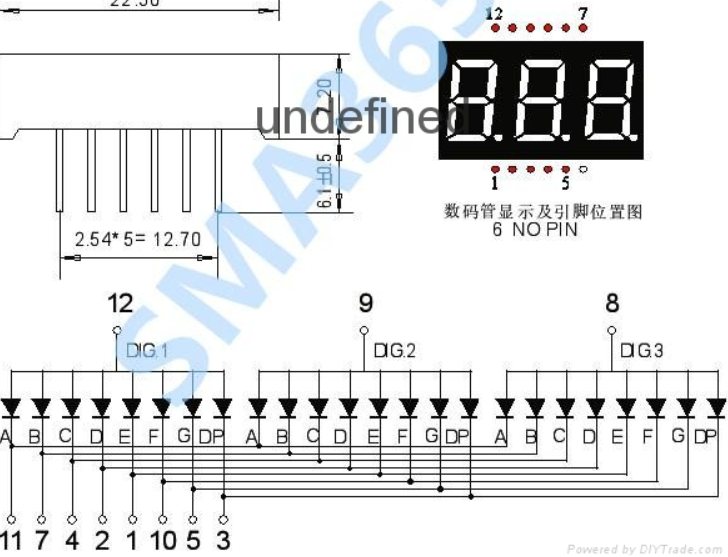 22.50
12 7
7.20
undefined
6.1±0.5
1 5
数码管显示及引脚位置图
6 NO PIN
2.54*5=12.70
SMA365
12 9 8
DIG.1 DIG.2 DIG.3
A B C D E F G DP A B C D E F G DP A B C D E F G DP
11 7 4 2 1 10 5 3
Powered by DIYTrade.com